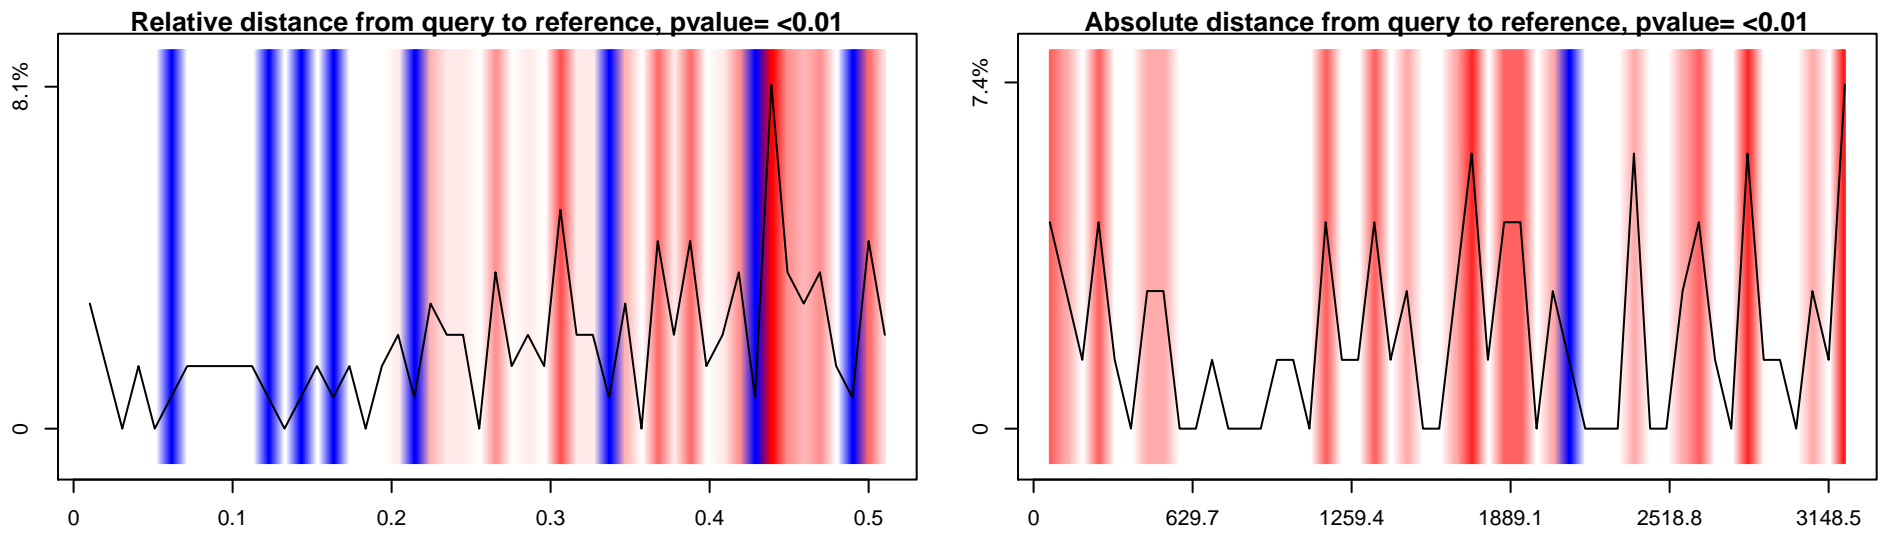 Relative distance from query to reference, pvalue= <0.01
8.1%
0
0 0.1 0.2 0.3 0.4 0.5
Absolute distance from query to reference, pvalue= <0.01
7.4%
0
0 629.7 1259.4 1889.1 2518.8 3148.5